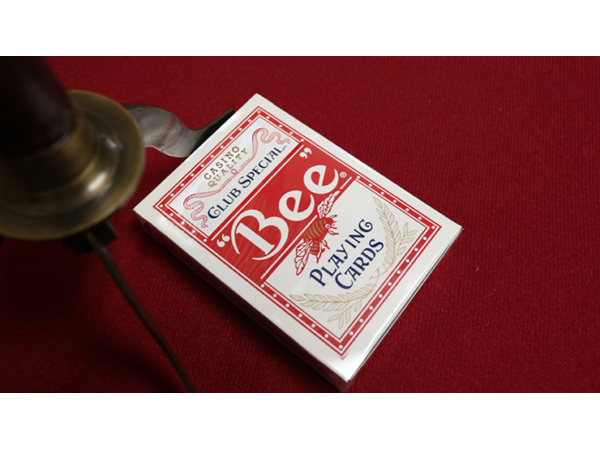 CASINO
QUALITY
CLUB SPECIAL
"Bee"®
PLAYING
CARDS